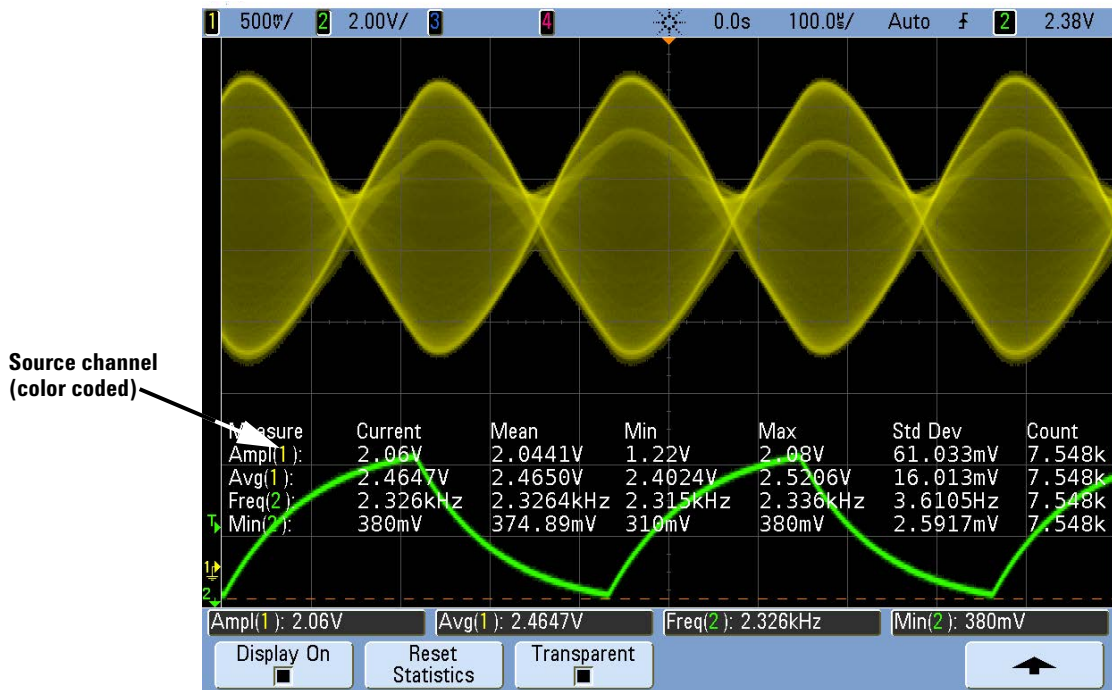 1 500mV/ 2 2.00V/ 3 4 0.0s 100.0us/ Auto 2 2.38V
Source channel
(color coded)
Measure Current Mean Min Max Std Dev Count
Ampl(1): 2.06V 2.0441V 1.22V 2.08V 61.033mV 7.548k
Avg(1): 2.4647V 2.4650V 2.4024V 2.5206V 16.013mV 7.548k
Freq(2): 2.326kHz 2.3264kHz 2.315kHz 2.336kHz 3.6105Hz 7.548k
Min(2): 380mV 374.89mV 310mV 380mV 2.5917mV 7.548k
T
1
2
Ampl(1): 2.06V Avg(1): 2.4647V Freq(2): 2.326kHz Min(2): 380mV
Display On Reset Statistics Transparent